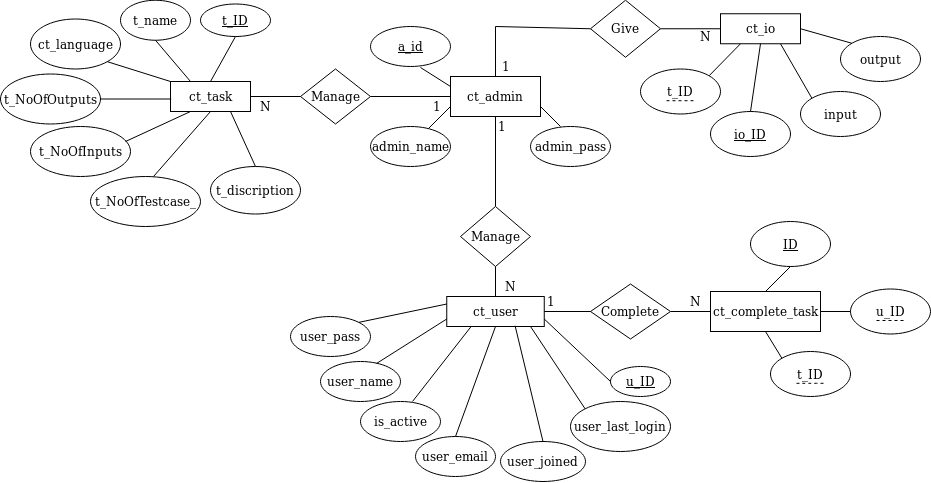 t_name
t_ID
ct_language
t_NoOfOutputs
ct_task
N
Manage
1
a_id
ct_admin
1
Give
N
ct_io
output
t_ID
input
io_ID
t_NoOfInputs
t_NoOfTestcase_
t_discription
admin_name
1
admin_pass
Manage
N
ct_user
1
Complete
N
ct_complete_task
ID
u_ID
t_ID
user_pass
user_name
is_active
user_email
user_joined
user_last_login
u_ID